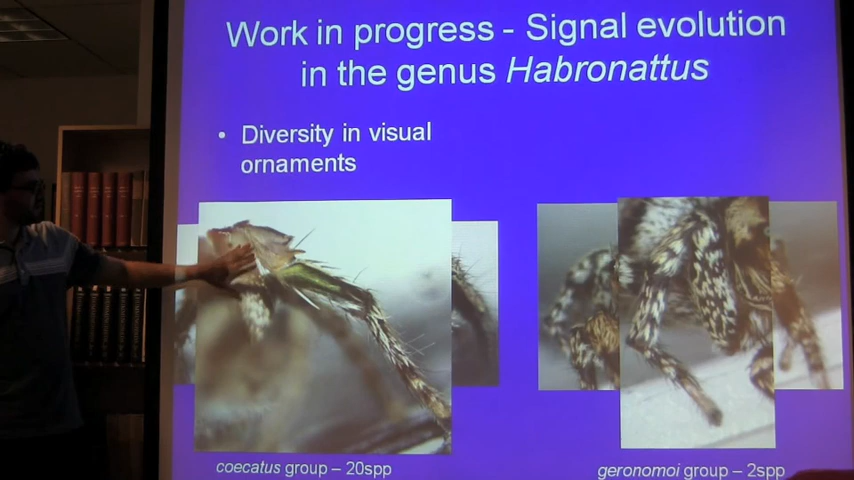 Work in progress - Signal evolution
in the genus Habronattus
• Diversity in visual
ornaments
coecatus group – 20spp
geronomoi group – 2spp